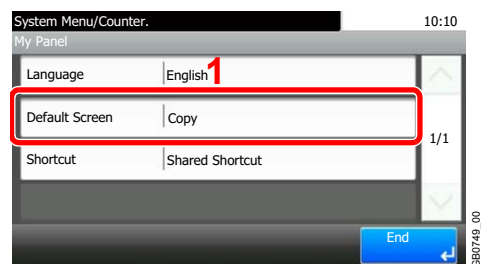 System Menu/Counter. 10:10
My Panel
Language English 1
Default Screen Copy
1/1
Shortcut Shared Shortcut
End
GB0749_00